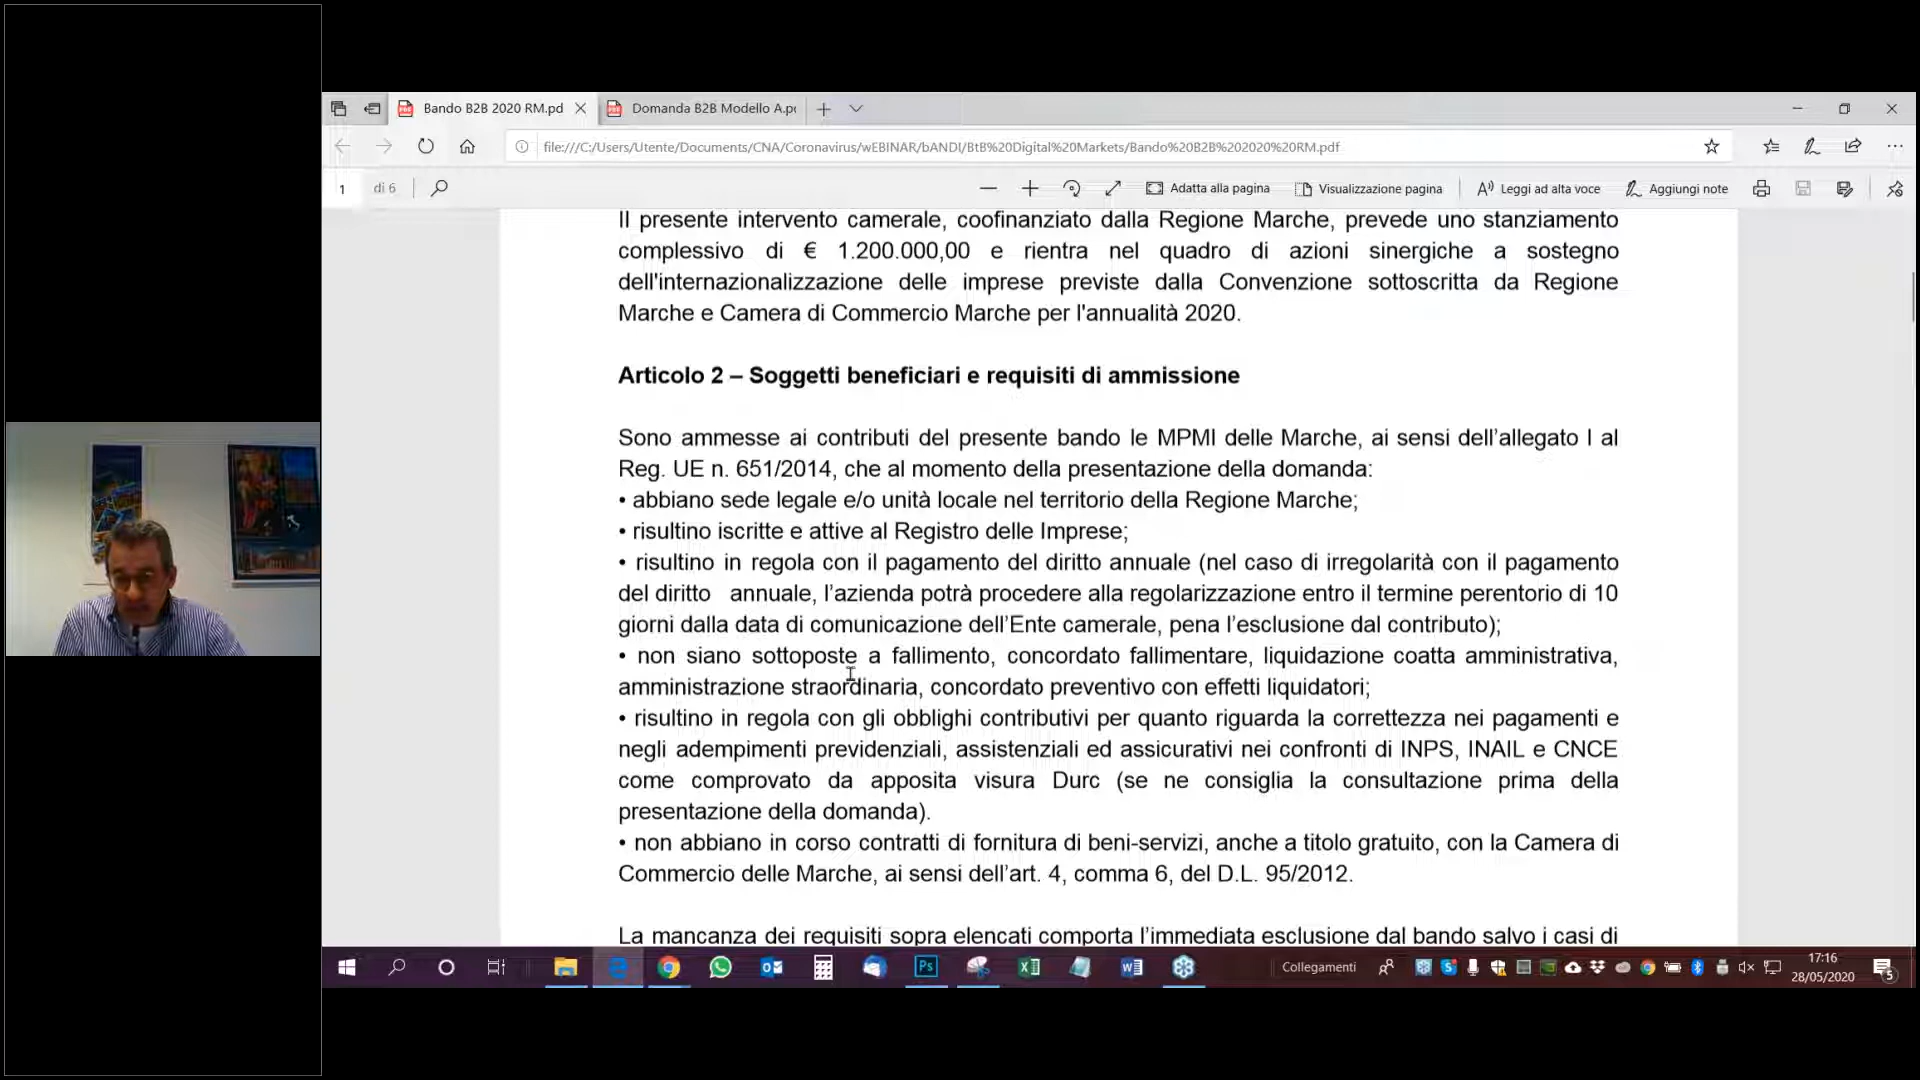 Bando B2B 2020 RM.pd
Domanda B2B Modello A.po
file:///C:/Users/Utente/Documents/CNA/Coronavirus/wEBINAR/bANDI/BtB%20Digital%20Markets/Bando%20B2B%202020%20RM.pdf
1 di 6
Adatta alla pagina
Visualizzazione pagina
Leggi ad alta voce
Aggiungi note
Il presente intervento camerale, coofinanziato dalla Regione Marche, prevede uno stanziamento
complessivo di € 1.200.000,00 e rientra nel quadro di azioni sinergiche a sostegno
dell'internazionalizzazione delle imprese previste dalla Convenzione sottoscritta da Regione
Marche e Camera di Commercio Marche per l'annualità 2020.
Articolo 2 – Soggetti beneficiari e requisiti di ammissione
Sono ammesse ai contributi del presente bando le MPMI delle Marche, ai sensi dell’allegato I al
Reg. UE n. 651/2014, che al momento della presentazione della domanda:
• abbiano sede legale e/o unità locale nel territorio della Regione Marche;
• risultino iscritte e attive al Registro delle Imprese;
• risultino in regola con il pagamento del diritto annuale (nel caso di irregolarità con il pagamento
del diritto annuale, l’azienda potrà procedere alla regolarizzazione entro il termine perentorio di 10
giorni dalla data di comunicazione dell’Ente camerale, pena l’esclusione dal contributo);
• non siano sottoposte a fallimento, concordato fallimentare, liquidazione coatta amministrativa,
amministrazione straordinaria, concordato preventivo con effetti liquidatori;
• risultino in regola con gli obblighi contributivi per quanto riguarda la correttezza nei pagamenti e
negli adempimenti previdenziali, assistenziali ed assicurativi nei confronti di INPS, INAIL e CNCE
come comprovato da apposita visura Durc (se ne consiglia la consultazione prima della
presentazione della domanda).
• non abbiano in corso contratti di fornitura di beni-servizi, anche a titolo gratuito, con la Camera di
Commercio delle Marche, ai sensi dell’art. 4, comma 6, del D.L. 95/2012.
La mancanza dei requisiti sopra elencati comporta l’immediata esclusione dal bando salvo i casi di
Ps
Collegamenti
17:16
28/05/2020
5